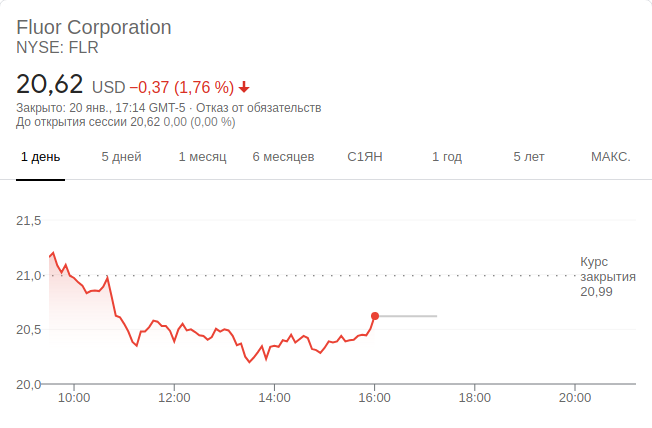 Fluor Corporation
NYSE: FLR
20,62 USD −0,37 (1,76 %)
Закрыто: 20 янв., 17:14 GMT-5 · Отказ от обязательств
До открытия сессии 20,62 0,00 (0,00 %)
1 день 5 дней 1 месяц 6 месяцев С1ЯН 1 год 5 лет МАКС.
21,5
Курс
21,0 закрытия
20,99
20,5
20,0
10:00 12:00 14:00 16:00 18:00 20:00